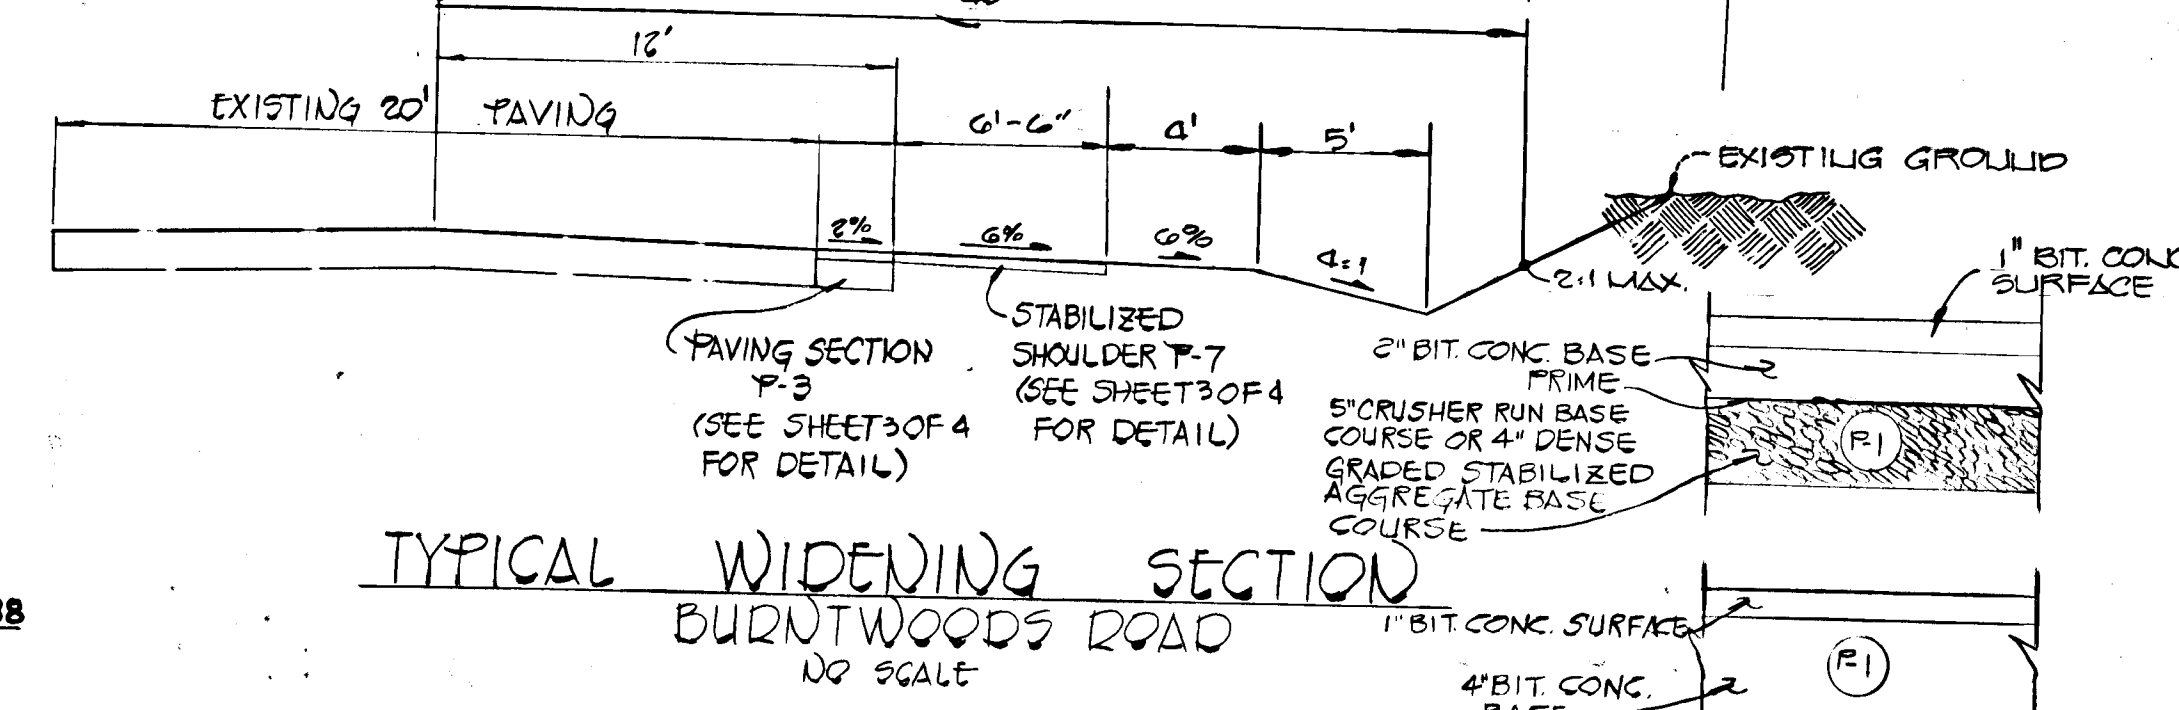 12'
EXISTING 20' PAVING
6'-6"
4'
5'
EXISTING GROUND
2%
6%
6%
4:1
2:1 MAX.
1" BIT. CONC
SURFACE
PAVING SECTION
P-3
(SEE SHEET 3 OF 4
FOR DETAIL)
STABILIZED
SHOULDER P-7
(SEE SHEET 3 OF 4
FOR DETAIL)
2" BIT. CONC. BASE
PRIME
5" CRUSHER RUN BASE
COURSE OR 4" DENSE
GRADED STABILIZED
AGGREGATE BASE
COURSE
P-1
TYPICAL WIDENING SECTION
BURNTWOODS ROAD
NO SCALE
1" BIT. CONC. SURFACE
P-1
4" BIT. CONC.
BASE